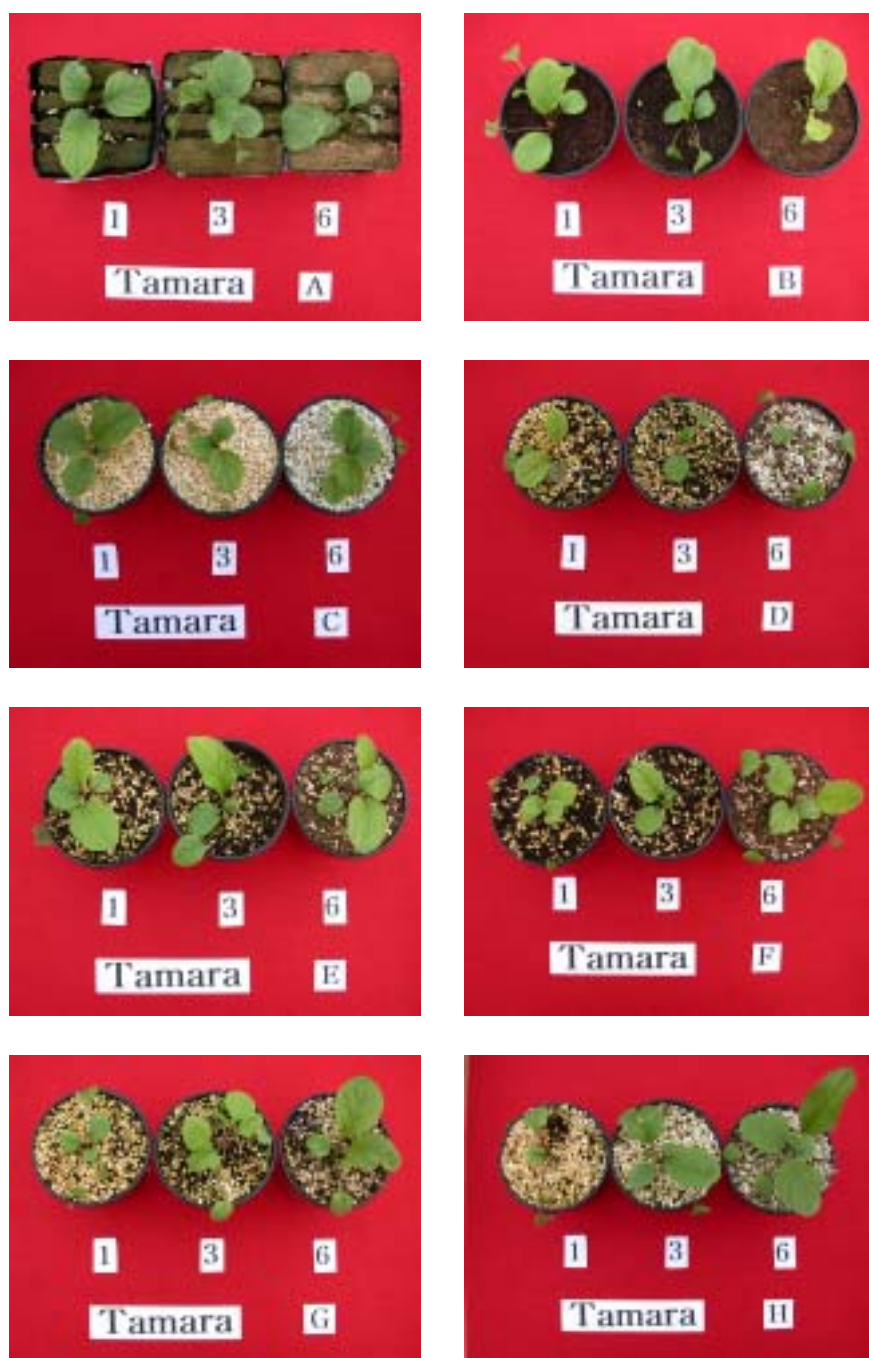 1 3 6
Tamara A
1 3 6
Tamara B
1 3 6
Tamara C
1 3 6
Tamara D
1 3 6
Tamara E
1 3 6
Tamara F
1 3 6
Tamara G
1 3 6
Tamara H